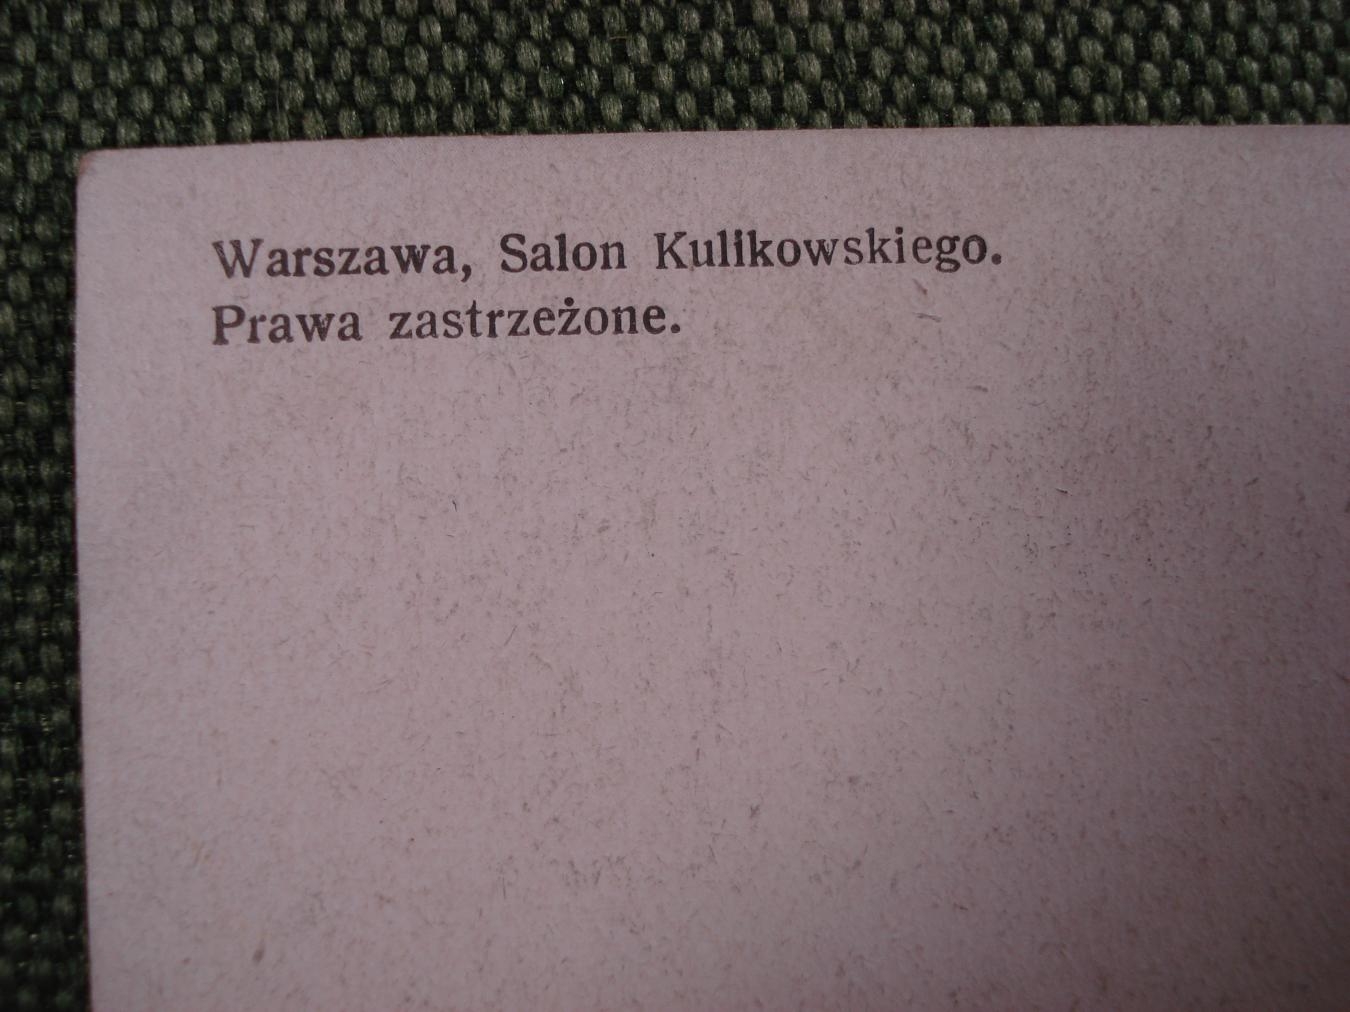 Warszawa, Salon Kulikowskiego.
Prawa zastrzeżone.